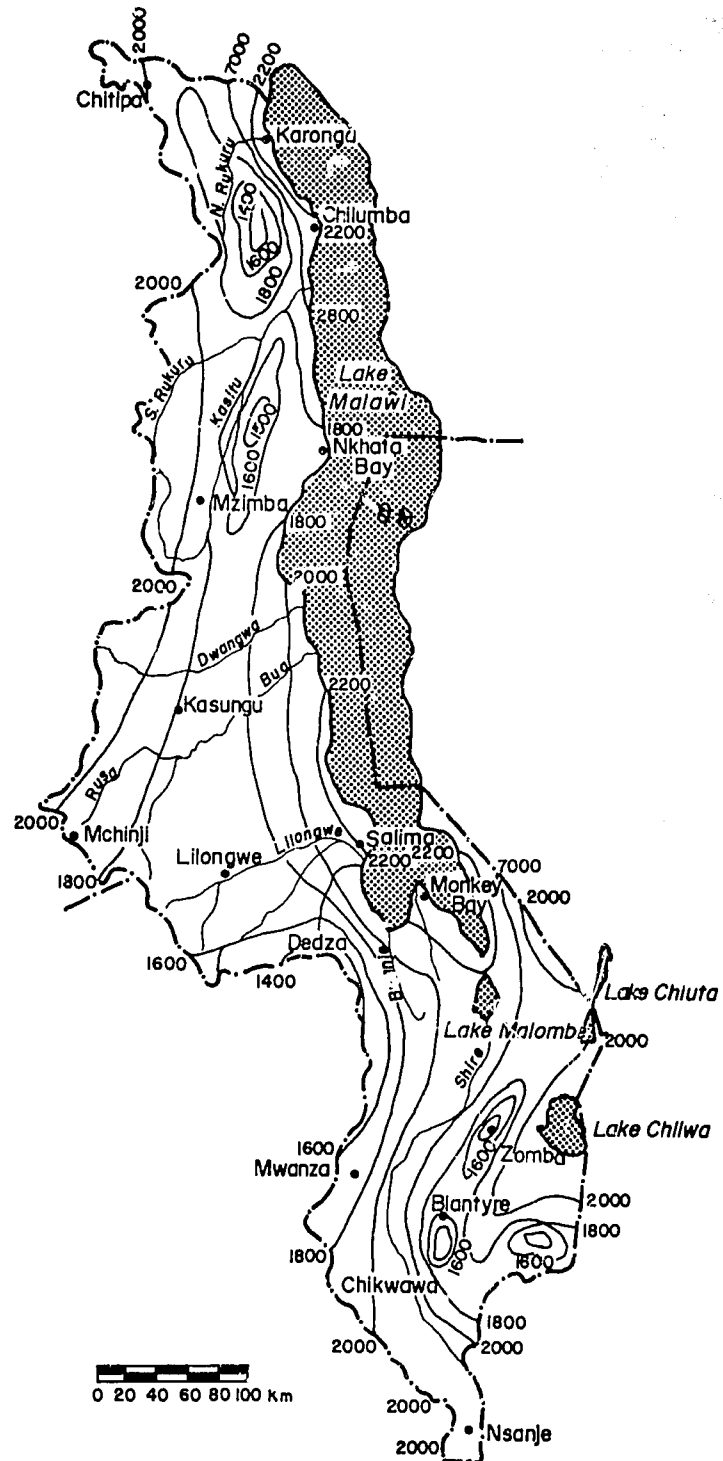 2000
7000
2200
Chitipa
Karonga
N. Rukuru
Chilumba
1400
2200
1600
1800
2000
2800
S. Rukuru
Kasitu
Lake
Malawi
1500
1800
Nkhata
Bay
1600
Mzimba
1800
2000
2000
Dwangwa
Bua
2200
Kasungu
Rusa
2000
Mchinji
Lilongwe
Salima
2200
2200
7000
1800
Lilongwe
Monkey
Bay
2000
Dedza
1600
1400
Lake Chiuta
Lake Malombe
2000
Shire
1600
Zomba
Lake Chilwa
1600
Mwanza
Blantyre
2000
1800
1800
1600
1600
Chikwawa
1800
2000
2000
0 20 40 60 80 100 Km
2000
Nsanje
2000